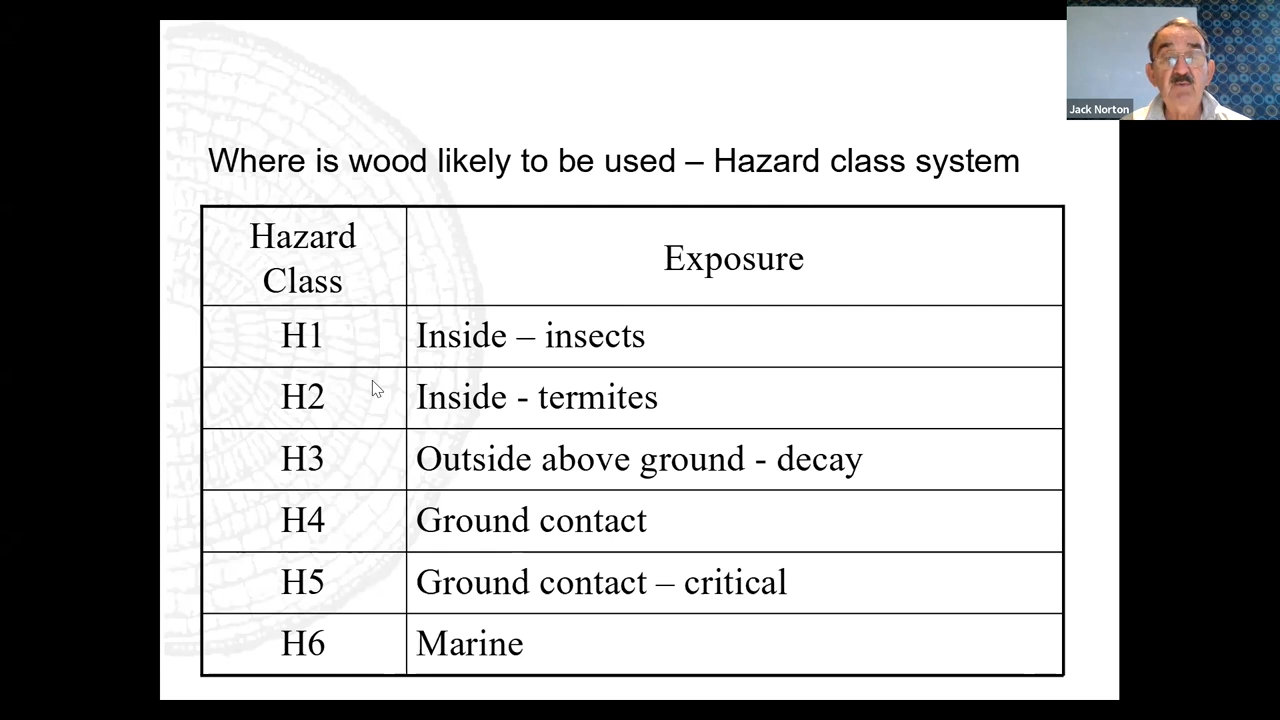 Jack Norton
Where is wood likely to be used – Hazard class system
Hazard
Class
Exposure
H1
Inside – insects
H2
Inside - termites
H3
Outside above ground - decay
H4
Ground contact
H5
Ground contact – critical
H6
Marine